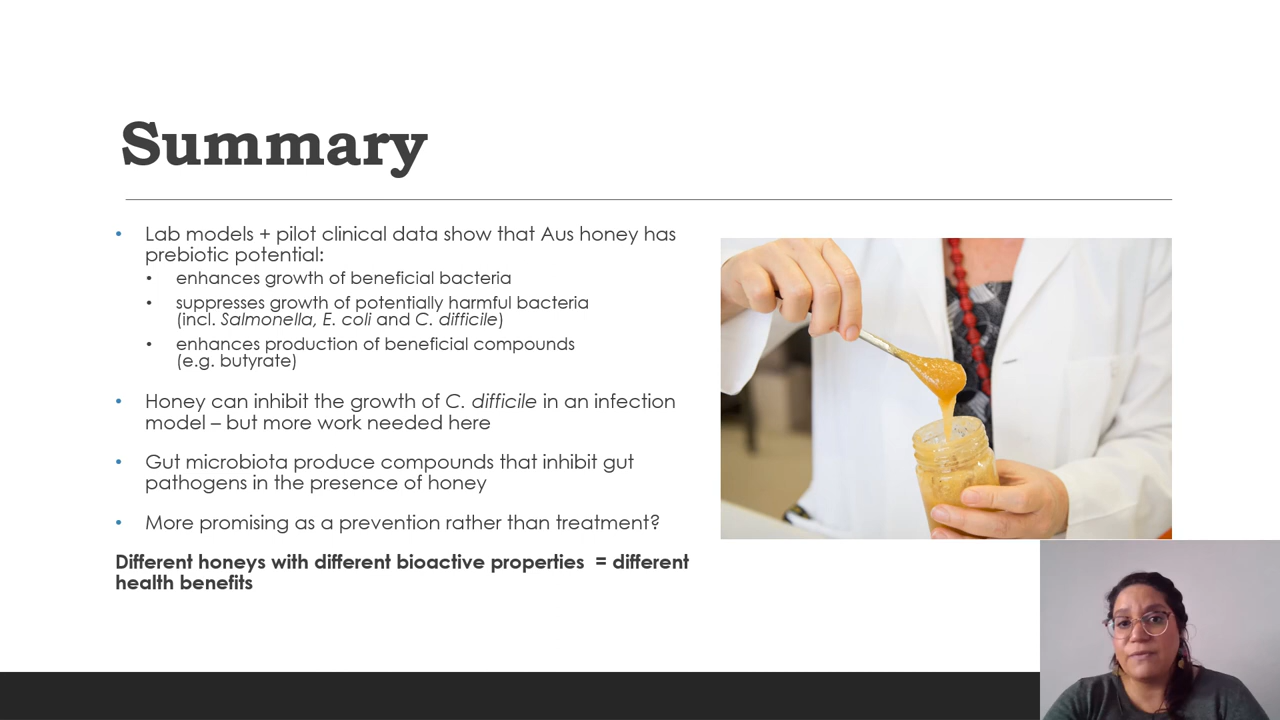 Summary
• Lab models + pilot clinical data show that Aus honey has
prebiotic potential:
• enhances growth of beneficial bacteria
• suppresses growth of potentially harmful bacteria
(incl. Salmonella, E. coli and C. difficile)
• enhances production of beneficial compounds
(e.g. butyrate)
• Honey can inhibit the growth of C. difficile in an infection
model – but more work needed here
• Gut microbiota produce compounds that inhibit gut
pathogens in the presence of honey
• More promising as a prevention rather than treatment?
Different honeys with different bioactive properties  = different
health benefits